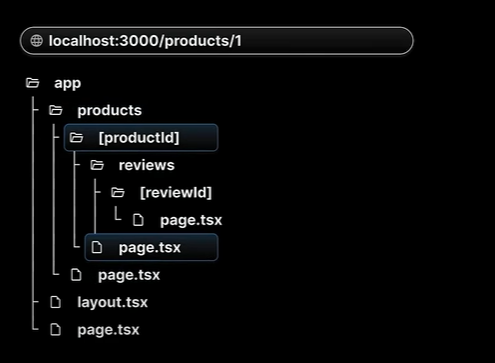 localhost:3000/products/1
app
products
[productId]
reviews
[reviewId]
page.tsx
page.tsx
page.tsx
layout.tsx
page.tsx